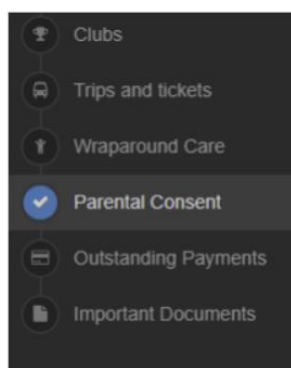 Clubs
Trips and tickets
Wraparound Care
Parental Consent
Outstanding Payments
Important Documents